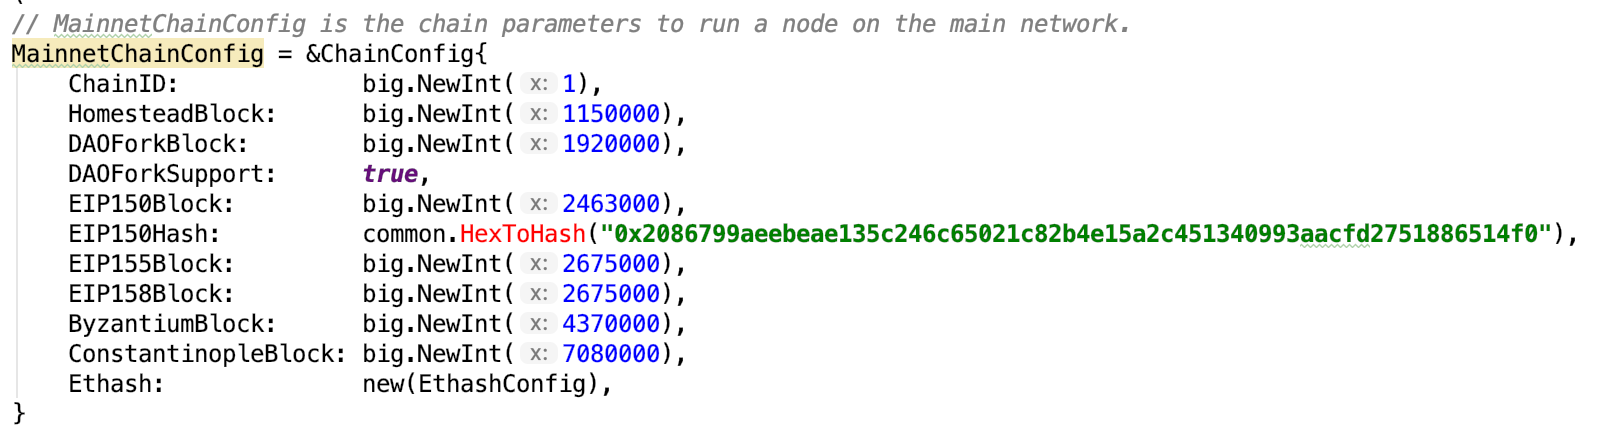 // MainnetChainConfig is the chain parameters to run a node on the main network.
MainnetChainConfig = &ChainConfig{
    ChainID:             big.NewInt( x: 1),
    HomesteadBlock:      big.NewInt( x: 1150000),
    DAOForkBlock:        big.NewInt( x: 1920000),
    DAOForkSupport:      true,
    EIP150Block:         big.NewInt( x: 2463000),
    EIP150Hash:          common.HexToHash("0x2086799aeebeae135c246c65021c82b4e15a2c451340993aacfd2751886514f0"),
    EIP155Block:         big.NewInt( x: 2675000),
    EIP158Block:         big.NewInt( x: 2675000),
    ByzantiumBlock:      big.NewInt( x: 4370000),
    ConstantinopleBlock: big.NewInt( x: 7080000),
    Ethash:              new(EthashConfig),
}